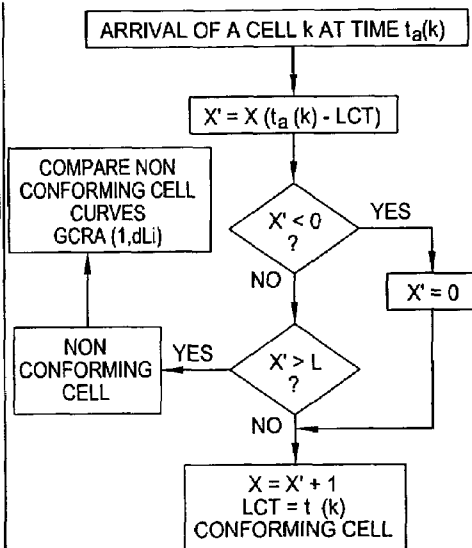 ARRIVAL OF A CELL k AT TIME ta(k)
X' = X (ta (k) - LCT)
COMPARE NON
CONFORMING CELL
CURVES
GCRA (1,dLi)
X' < 0
?
YES
NO
X' = 0
NON
CONFORMING
CELL
YES
X' > L
?
NO
X = X' + 1
LCT = t (k)
CONFORMING CELL